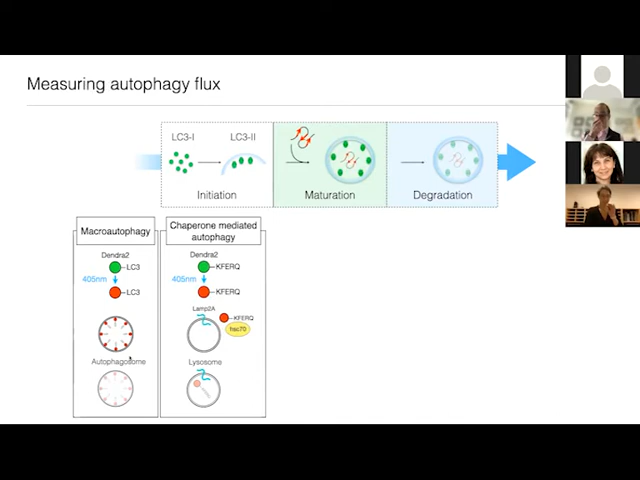 Measuring autophagy flux
LC3-I
LC3-II
Initiation
Maturation
Degradation
Macroautophagy
Dendra2
LC3
405nm
LC3
Autophagosome
Chaperone mediated
autophagy
Dendra2
KFERQ
405nm
KFERQ
Lamp2A
KFERQ
hsc70
Lysosome